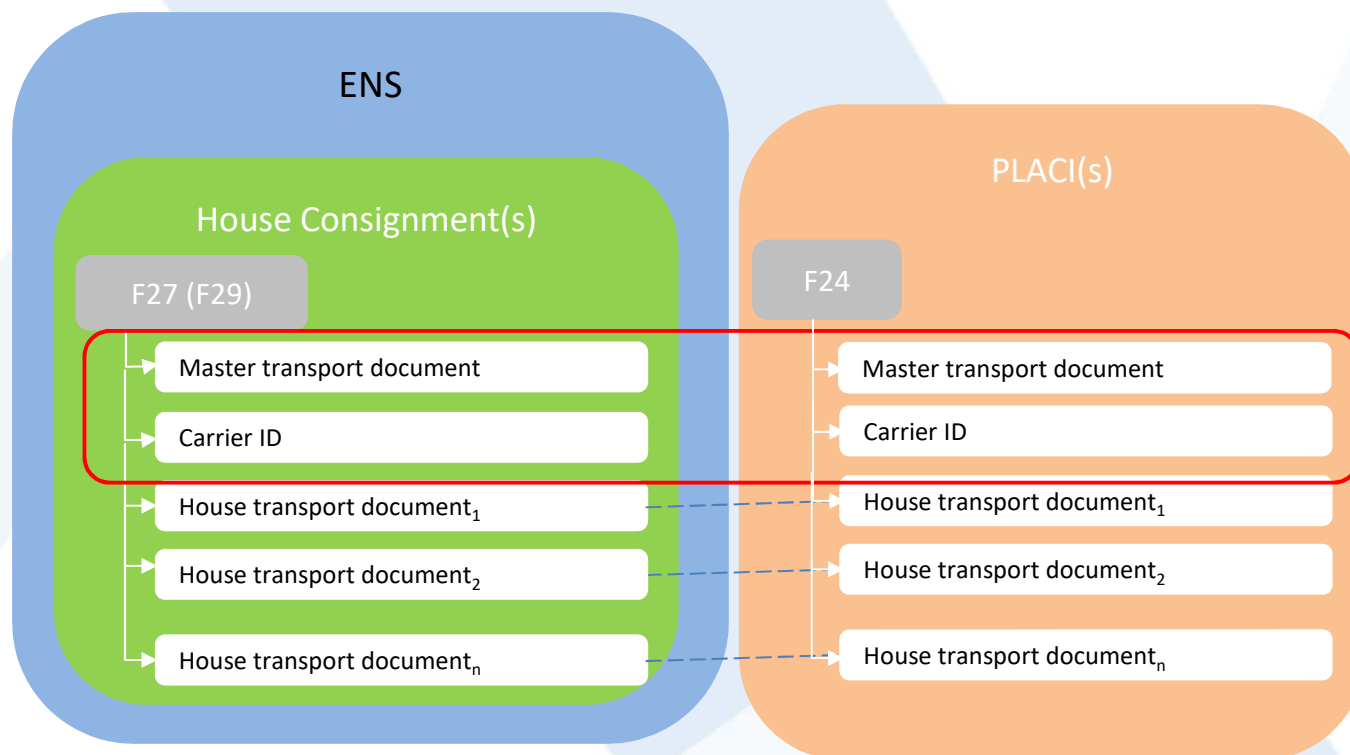 ENS
House Consignment(s)
F27 (F29)
Master transport document
Carrier ID
House transport document₁
House transport document₂
House transport documentₙ
PLACI(s)
F24
Master transport document
Carrier ID
House transport document₁
House transport document₂
House transport documentₙ